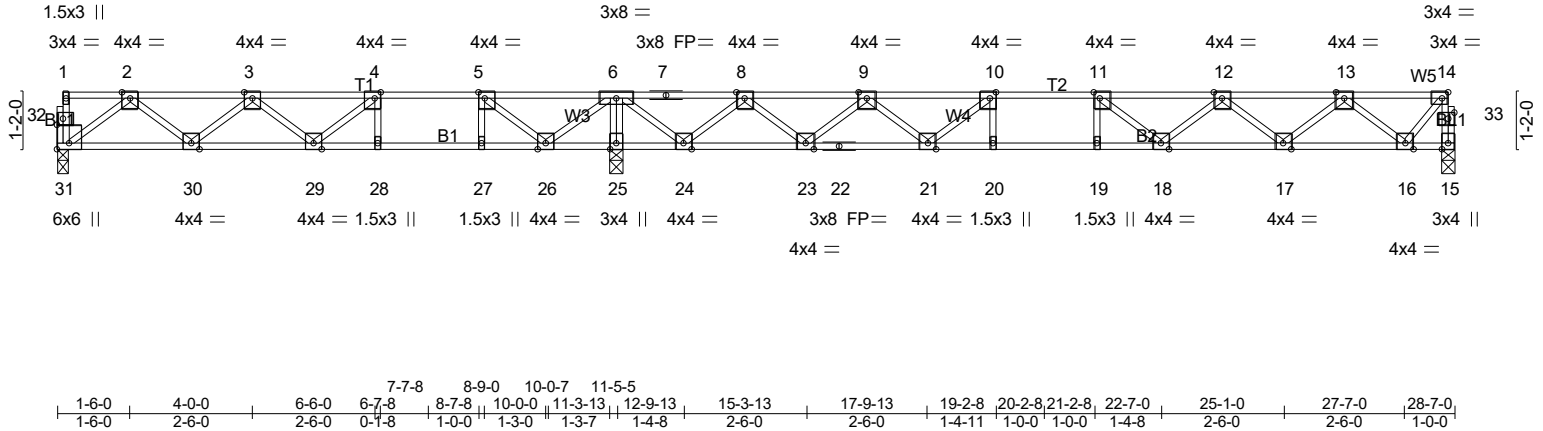 1.5x3 || 3x8 = 3x4 =
3x4 = 4x4 = 4x4 = 4x4 = 4x4 = 3x8 FP= 4x4 = 4x4 = 4x4 = 4x4 = 4x4 = 4x4 = 3x4 =
1 2 3 4 5 6 7 8 9 10 11 12 13 14
T1 T2 W5
1-2-0 32 W3 W4 33 1-2-0
B1 B2
31 30 29 28 27 26 25 24 23 22 21 20 19 18 17 16 15
6x6 || 4x4 = 4x4 = 1.5x3 || 1.5x3 || 4x4 = 3x4 || 4x4 = 3x8 FP= 4x4 = 1.5x3 || 1.5x3 || 4x4 = 4x4 = 3x4 ||
4x4 = 4x4 =
7-7-8 8-9-0 10-0-7 11-5-5
1-6-0 4-0-0 6-6-0 6-7-8 8-7-8 10-0-0 11-3-13 12-9-13 15-3-13 17-9-13 19-2-8 20-2-8 21-2-8 22-7-0 25-1-0 27-7-0 28-7-0
1-6-0 2-6-0 2-6-0 0-1-8 1-0-0 1-3-0 1-3-7 1-4-8 2-6-0 2-6-0 1-4-11 1-0-0 1-0-0 1-4-8 2-6-0 2-6-0 1-0-0